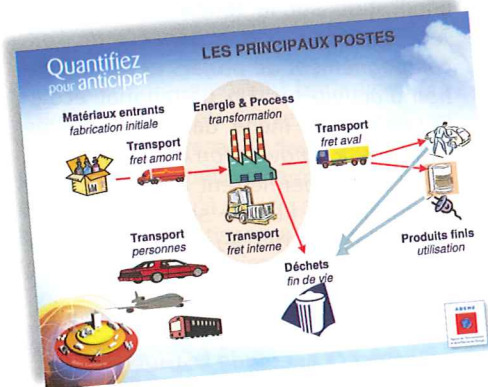 Quantifiez
pour anticiper
LES PRINCIPAUX POSTES
Matériaux entrants
fabrication initiale
Energie & Process
transformation
Transport
fret amont
Transport
fret aval
Transport
personnes
Transport
fret interne
Déchets
fin de vie
Produits finis
utilisation
ADEME